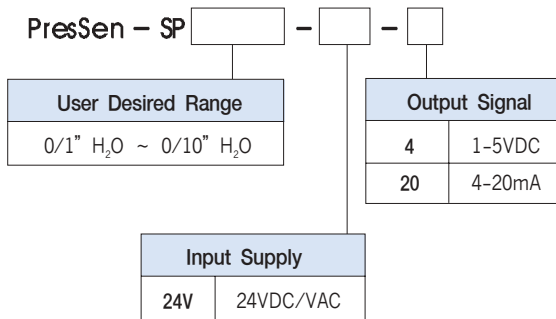 PresSen - SP - -
User Desired Range
0/1" H₂O ~ 0/10" H₂O
Output Signal
4 1-5VDC
20 4-20mA
Input Supply
24V 24VDC/VAC